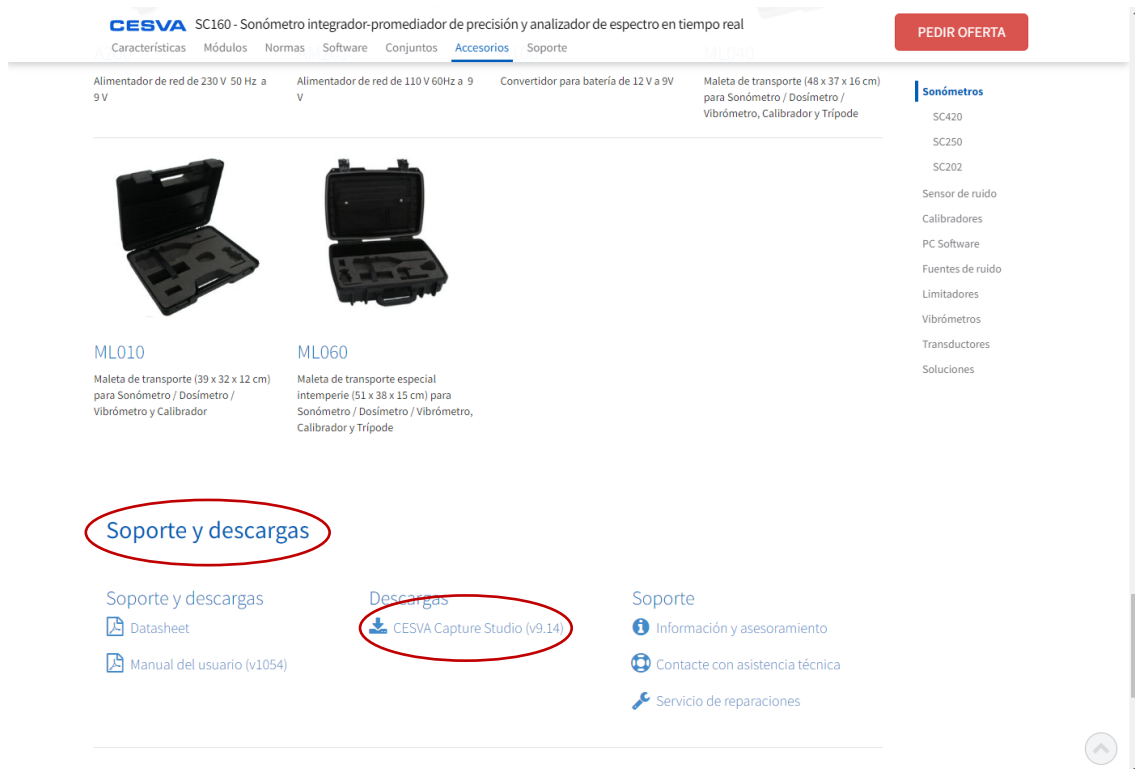 CESVA SC160 - Sonómetro integrador-promediador de precisión y analizador de espectro en tiempo real
PEDIR OFERTA
Características Módulos Normas Software Conjuntos Accesorios Soporte
ML040
Alimentador de red de 230 V 50 Hz a
9 V
Alimentador de red de 110 V 60Hz a 9
V
Convertidor para batería de 12 V a 9V
Maleta de transporte (48 x 37 x 16 cm)
para Sonómetro / Dosímetro /
Vibrómetro, Calibrador y Trípode
Sonómetros
SC420
SC250
SC202
Sensor de ruido
Calibradores
PC Software
Fuentes de ruido
Limitadores
Vibrómetros
Transductores
Soluciones
ML010
Maleta de transporte (39 x 32 x 12 cm)
para Sonómetro / Dosímetro /
Vibrómetro y Calibrador
ML060
Maleta de transporte especial
intemperie (51 x 38 x 15 cm) para
Sonómetro / Dosímetro / Vibrómetro,
Calibrador y Trípode
Soporte y descargas
Soporte y descargas
Datasheet
Manual del usuario (v1054)
Descargas
CESVA Capture Studio (v9.14)
Soporte
Información y asesoramiento
Contacte con asistencia técnica
Servicio de reparaciones